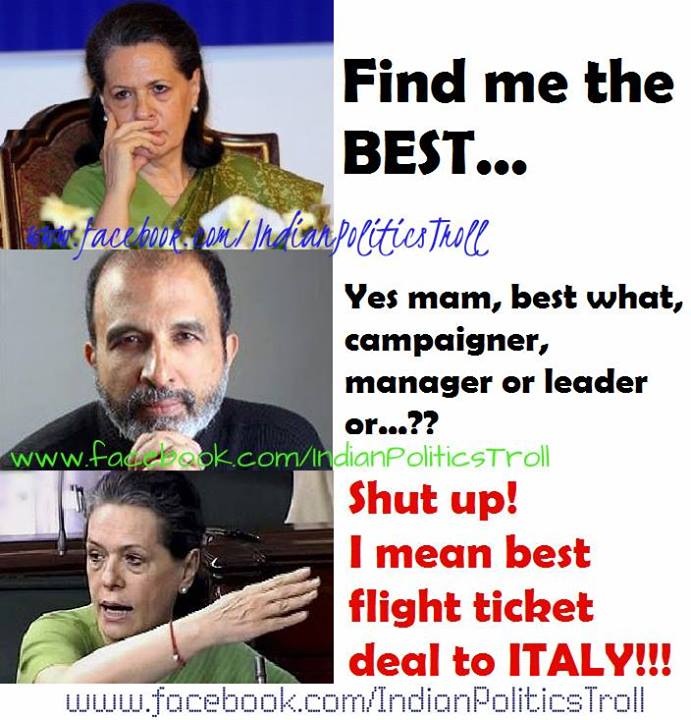 Find me the
BEST...
www.facebook.com/IndianPoliticsTroll
Yes mam, best what,
campaigner,
manager or leader
or...??
www.facebook.com/IndianPoliticsTroll
Shut up!
I mean best
flight ticket
deal to ITALY!!!
www.facebook.com/IndianPoliticsTroll